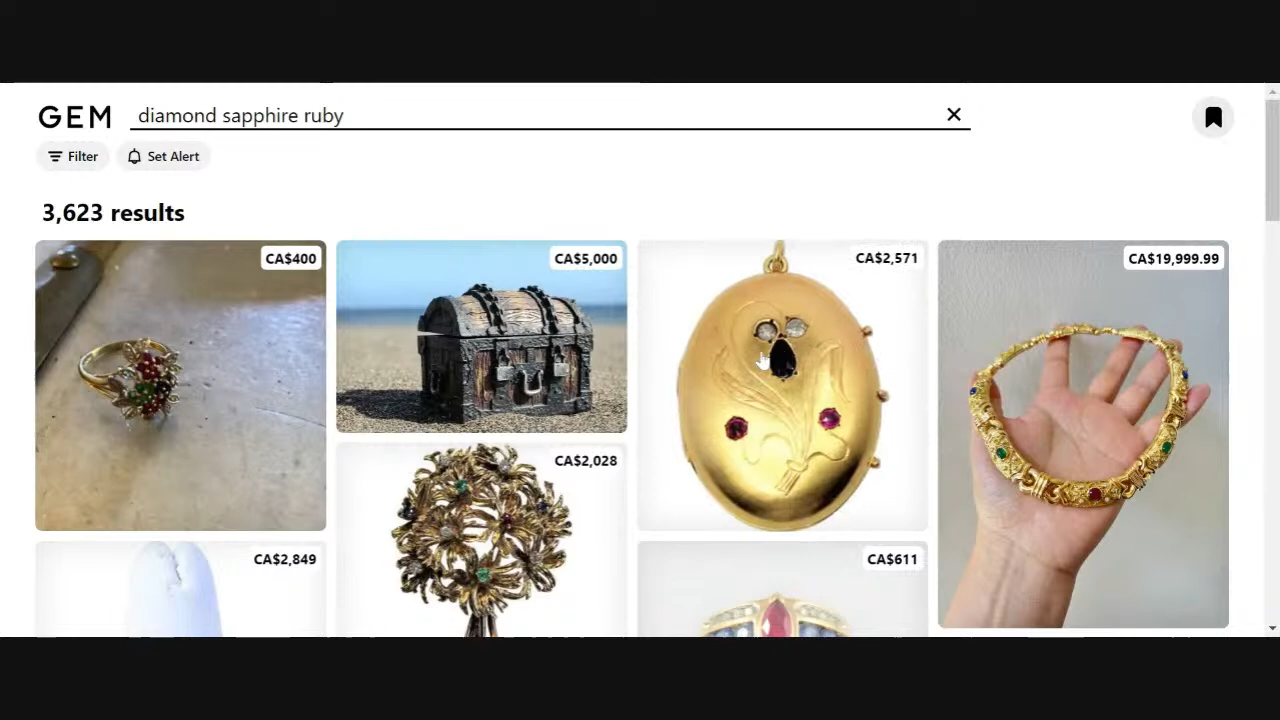 GEM
diamond sapphire ruby
Filter
Set Alert
3,623 results
CA$400
CA$5,000
CA$2,571
CA$19,999.99
CA$2,028
CA$2,849
CA$611